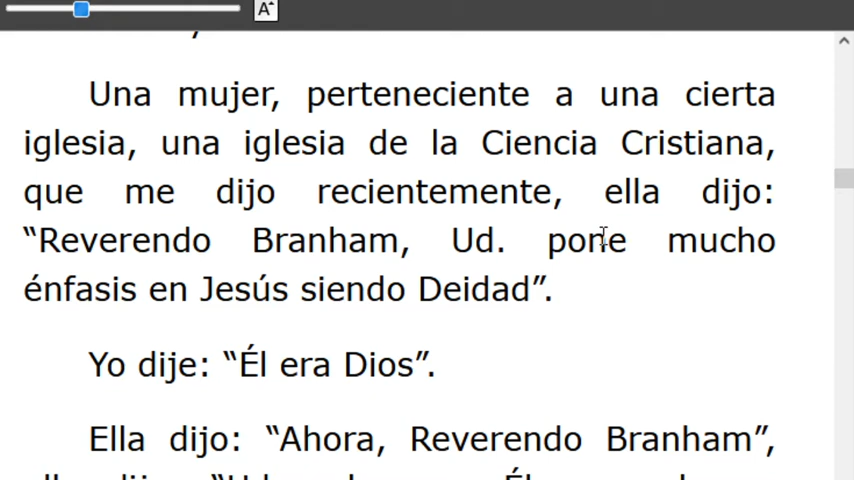 A
Una mujer, perteneciente a una cierta
iglesia, una iglesia de la Ciencia Cristiana,
que me dijo recientemente, ella dijo:
“Reverendo Branham, Ud. pone mucho
énfasis en Jesús siendo Deidad”.
Yo dije: “Él era Dios”.
Ella dijo: “Ahora, Reverendo Branham”,